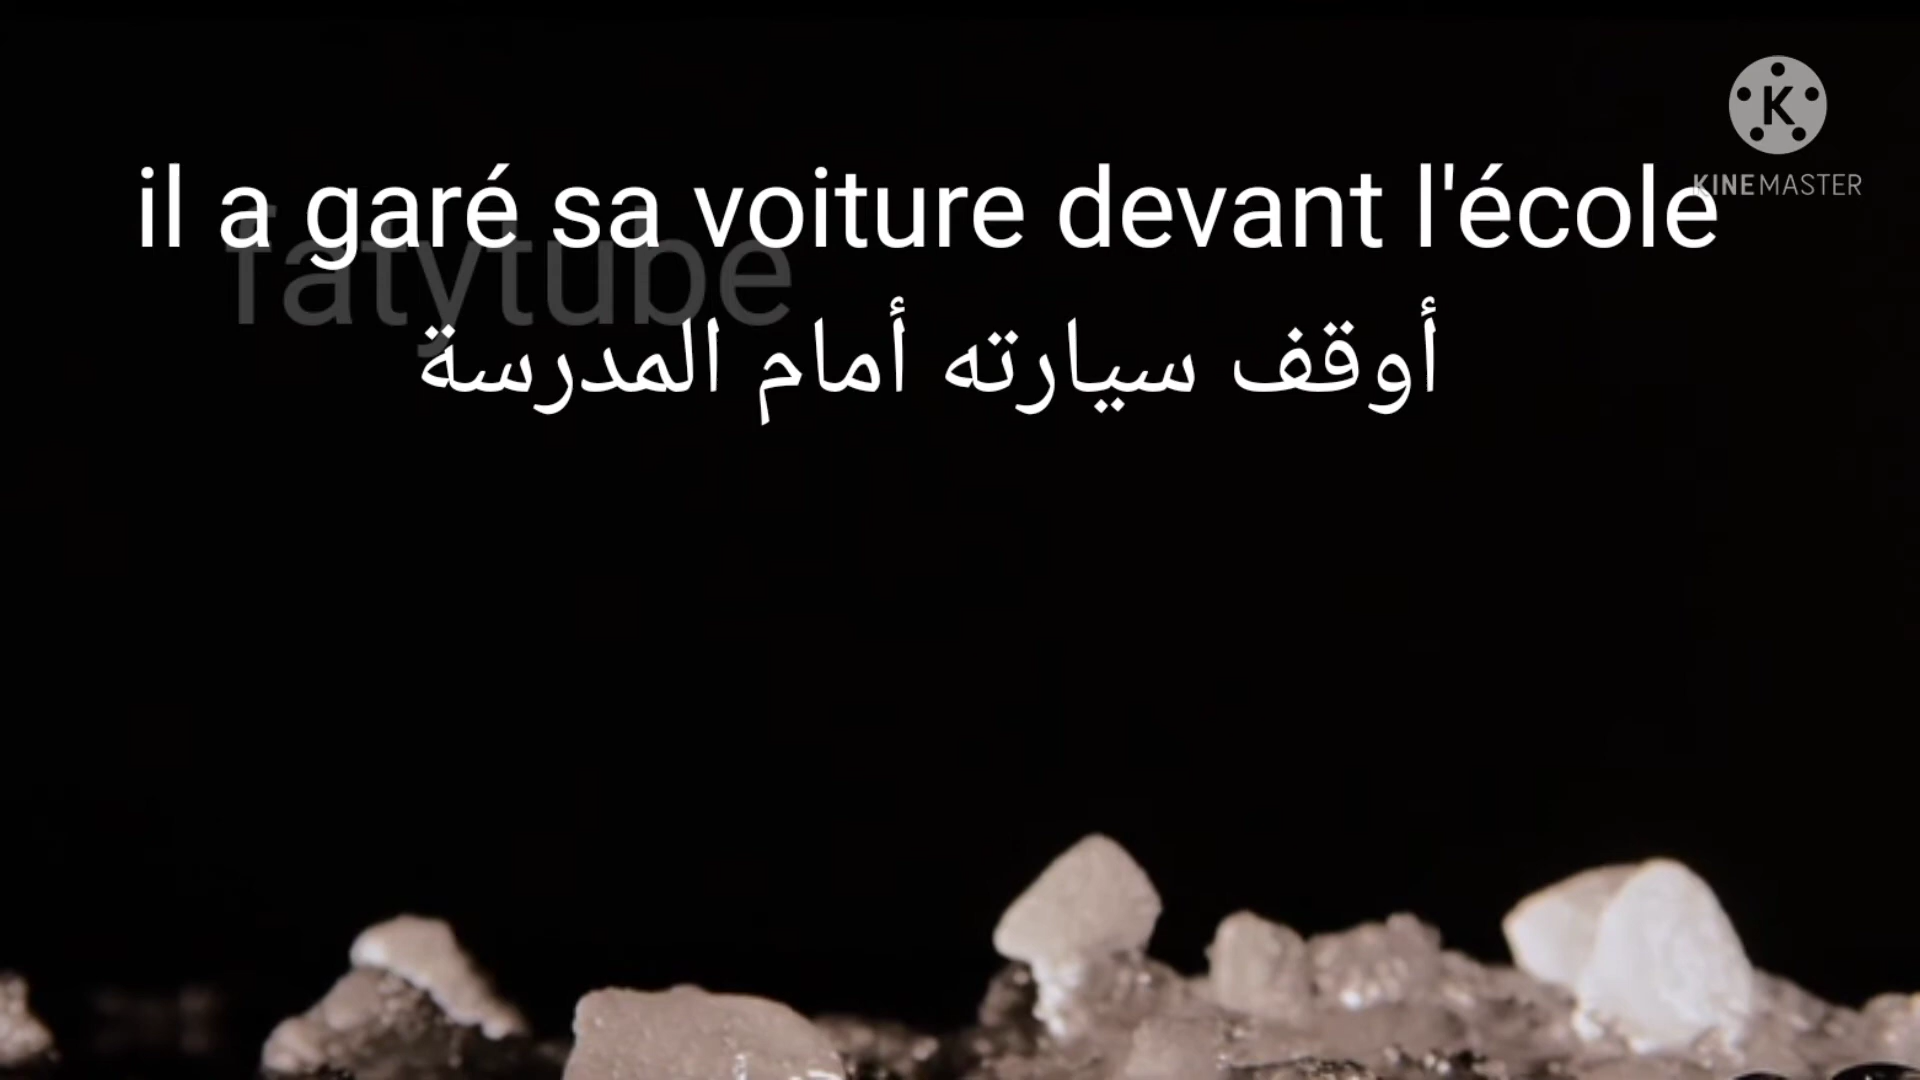 K
KINEMASTER
il a garé sa voiture devant l'école
fatytube
أوقف سيارته أمام المدرسة